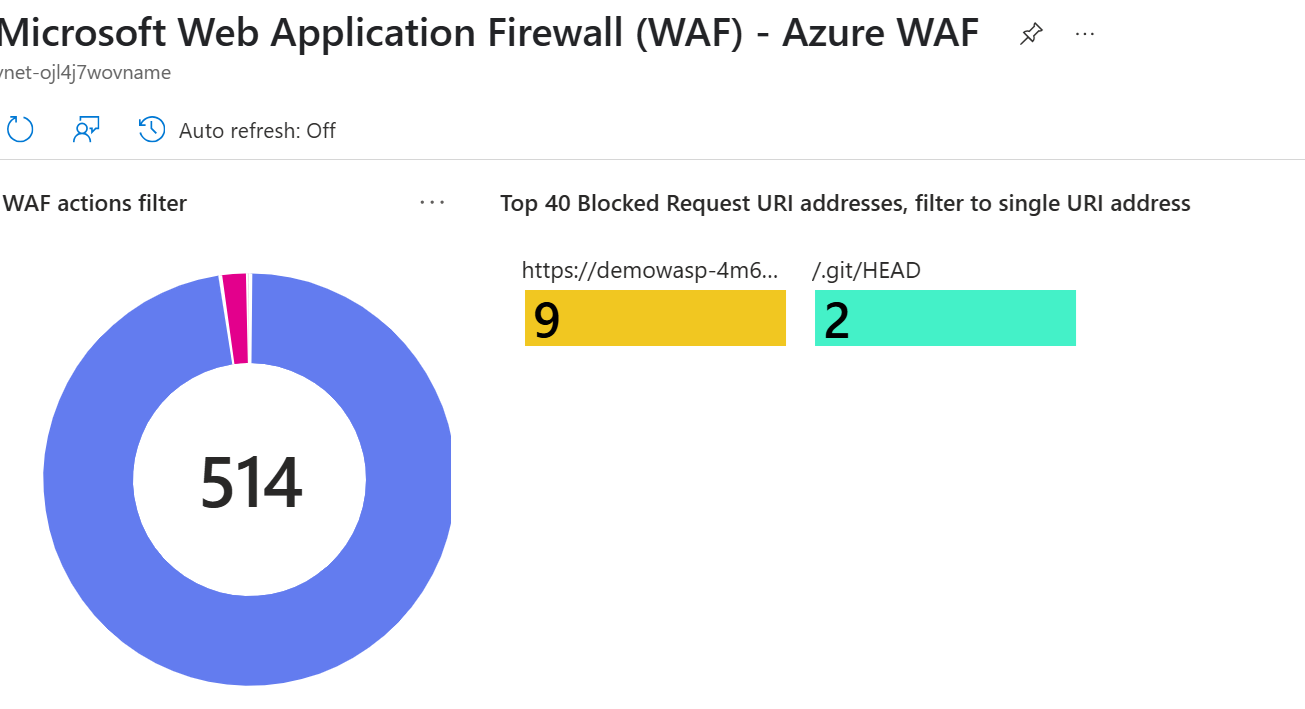 Microsoft Web Application Firewall (WAF) - Azure WAF
vnet-ojl4j7wovname
Auto refresh: Off
WAF actions filter
Top 40 Blocked Request URI addresses, filter to single URI address
https://demowasp-4m6... /.git/HEAD
9 2
514